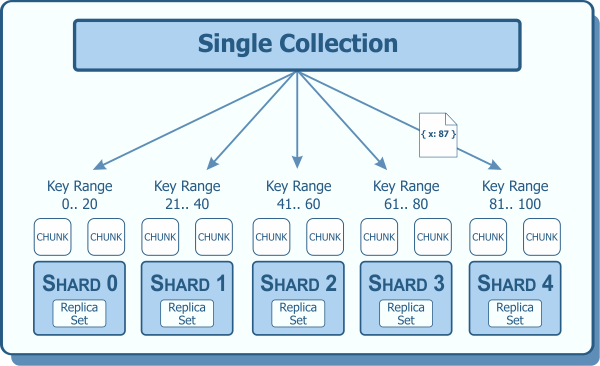 Single Collection
{ x: 87 }
Key Range
0.. 20
Key Range
21.. 40
Key Range
41.. 60
Key Range
61.. 80
Key Range
81.. 100
CHUNK
CHUNK
CHUNK
CHUNK
CHUNK
CHUNK
CHUNK
CHUNK
CHUNK
CHUNK
SHARD 0
Replica
Set
SHARD 1
Replica
Set
SHARD 2
Replica
Set
SHARD 3
Replica
Set
SHARD 4
Replica
Set